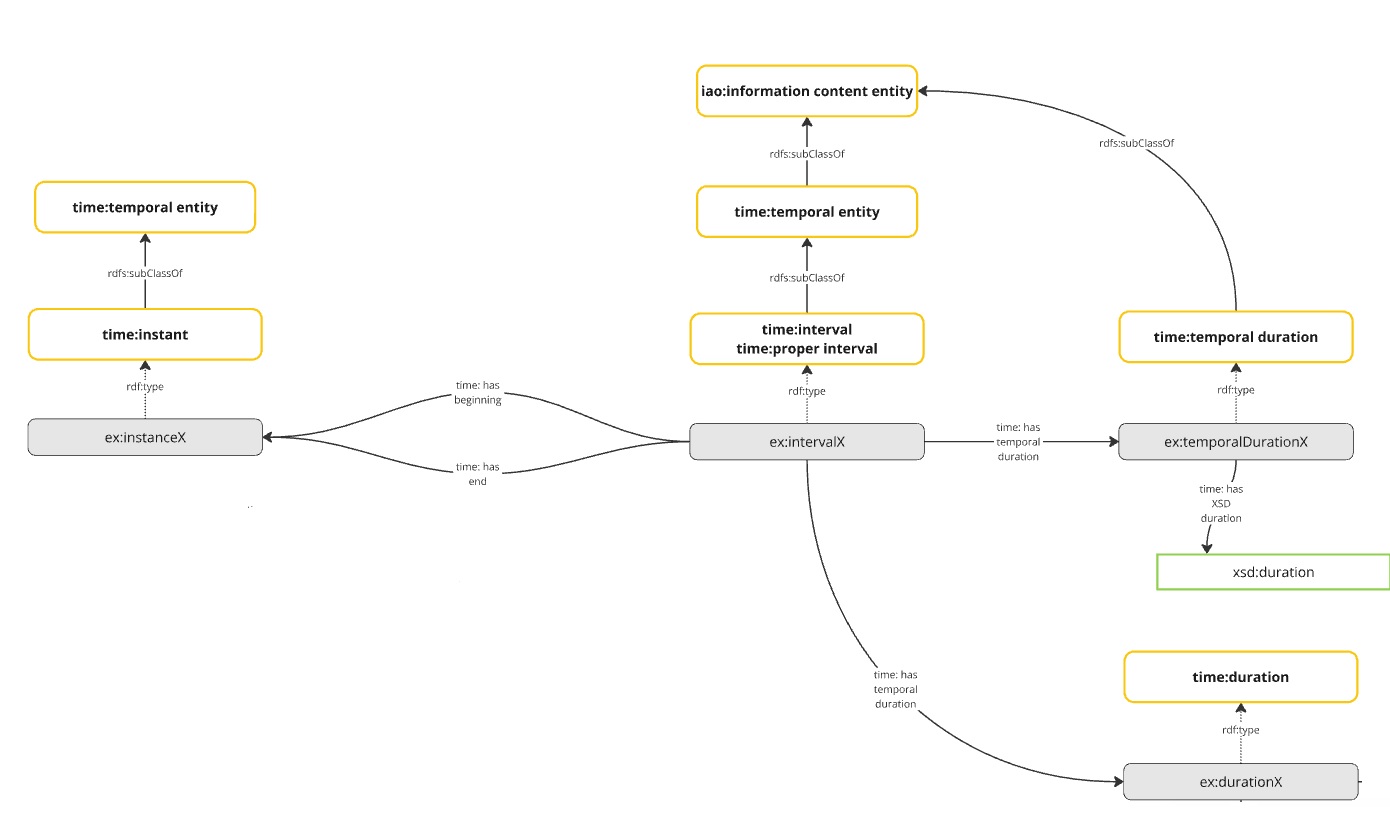 iao:information content entity
rdfs:subClassOf
rdfs:subClassOf
time:temporal entity
time:temporal entity
rdfs:subClassOf
rdfs:subClassOf
time:instant
time:interval
time:proper interval
time:temporal duration
rdf:type
rdf:type
rdf:type
time: has
beginning
ex:instanceX
ex:intervalX
time: has
temporal
duration
ex:temporalDurationX
time: has
end
time: has
XSD
duration
xsd:duration
time: has
temporal
duration
time:duration
rdf:type
ex:durationX